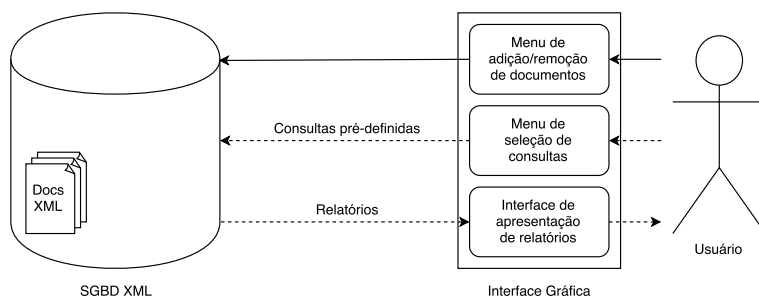 Menu de
adição/remoção
de documentos
Consultas pré-definidas
Menu de
seleção de
consultas
Docs
XML
Relatórios
Interface de
apresentação
de relatórios
Usuário
SGBD XML
Interface Gráfica